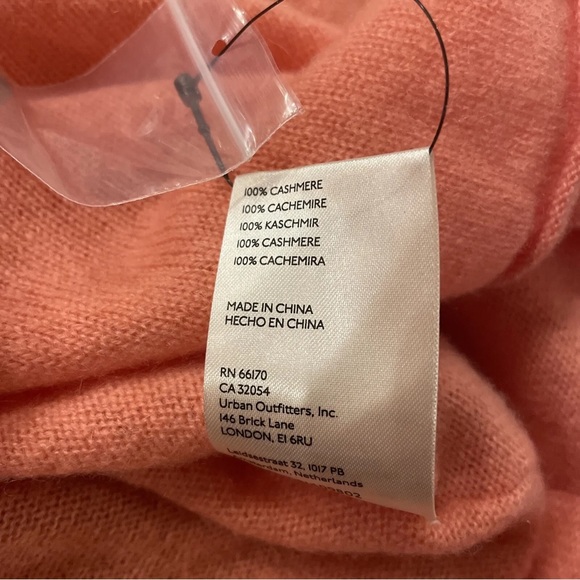 100% CASHMERE
100% CACHEMIRE
100% KASCHMIR
100% CASHMERE
100% CACHEMIRA
MADE IN CHINA
HECHO EN CHINA
RN 66170
CA 32054
Urban Outfitters, Inc.
146 Brick Lane
LONDON, E1 6RU
Leidsestraat 32, 1017 PB
Netherlands